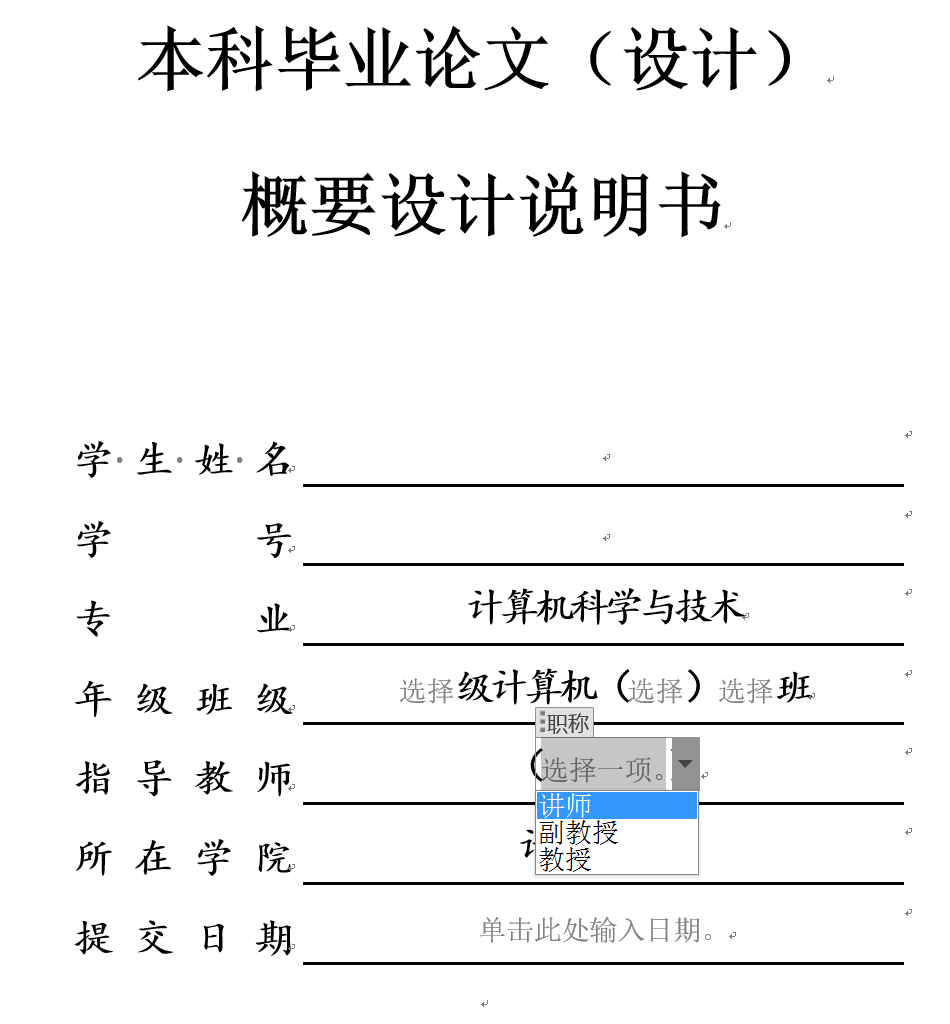 本科毕业论文（设计）
概要设计说明书
学生姓名
学号
专业 计算机科学与技术
年级班级 选择级计算机（选择）选择班
职称
指导教师 （选择一项。
讲师
副教授
教授
所在学院
提交日期 单击此处输入日期。